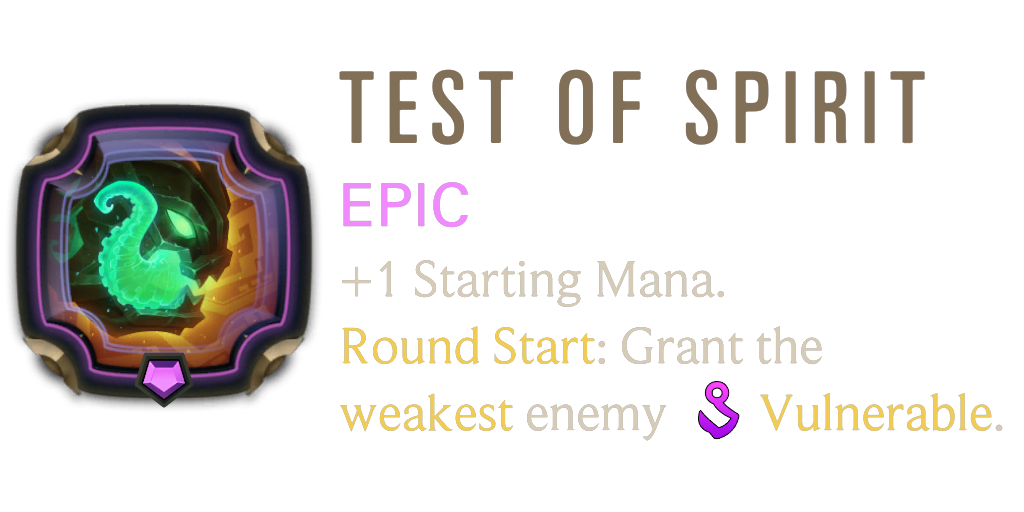 TEST OF SPIRIT
EPIC
+1 Starting Mana.
Round Start: Grant the
weakest enemy Vulnerable.